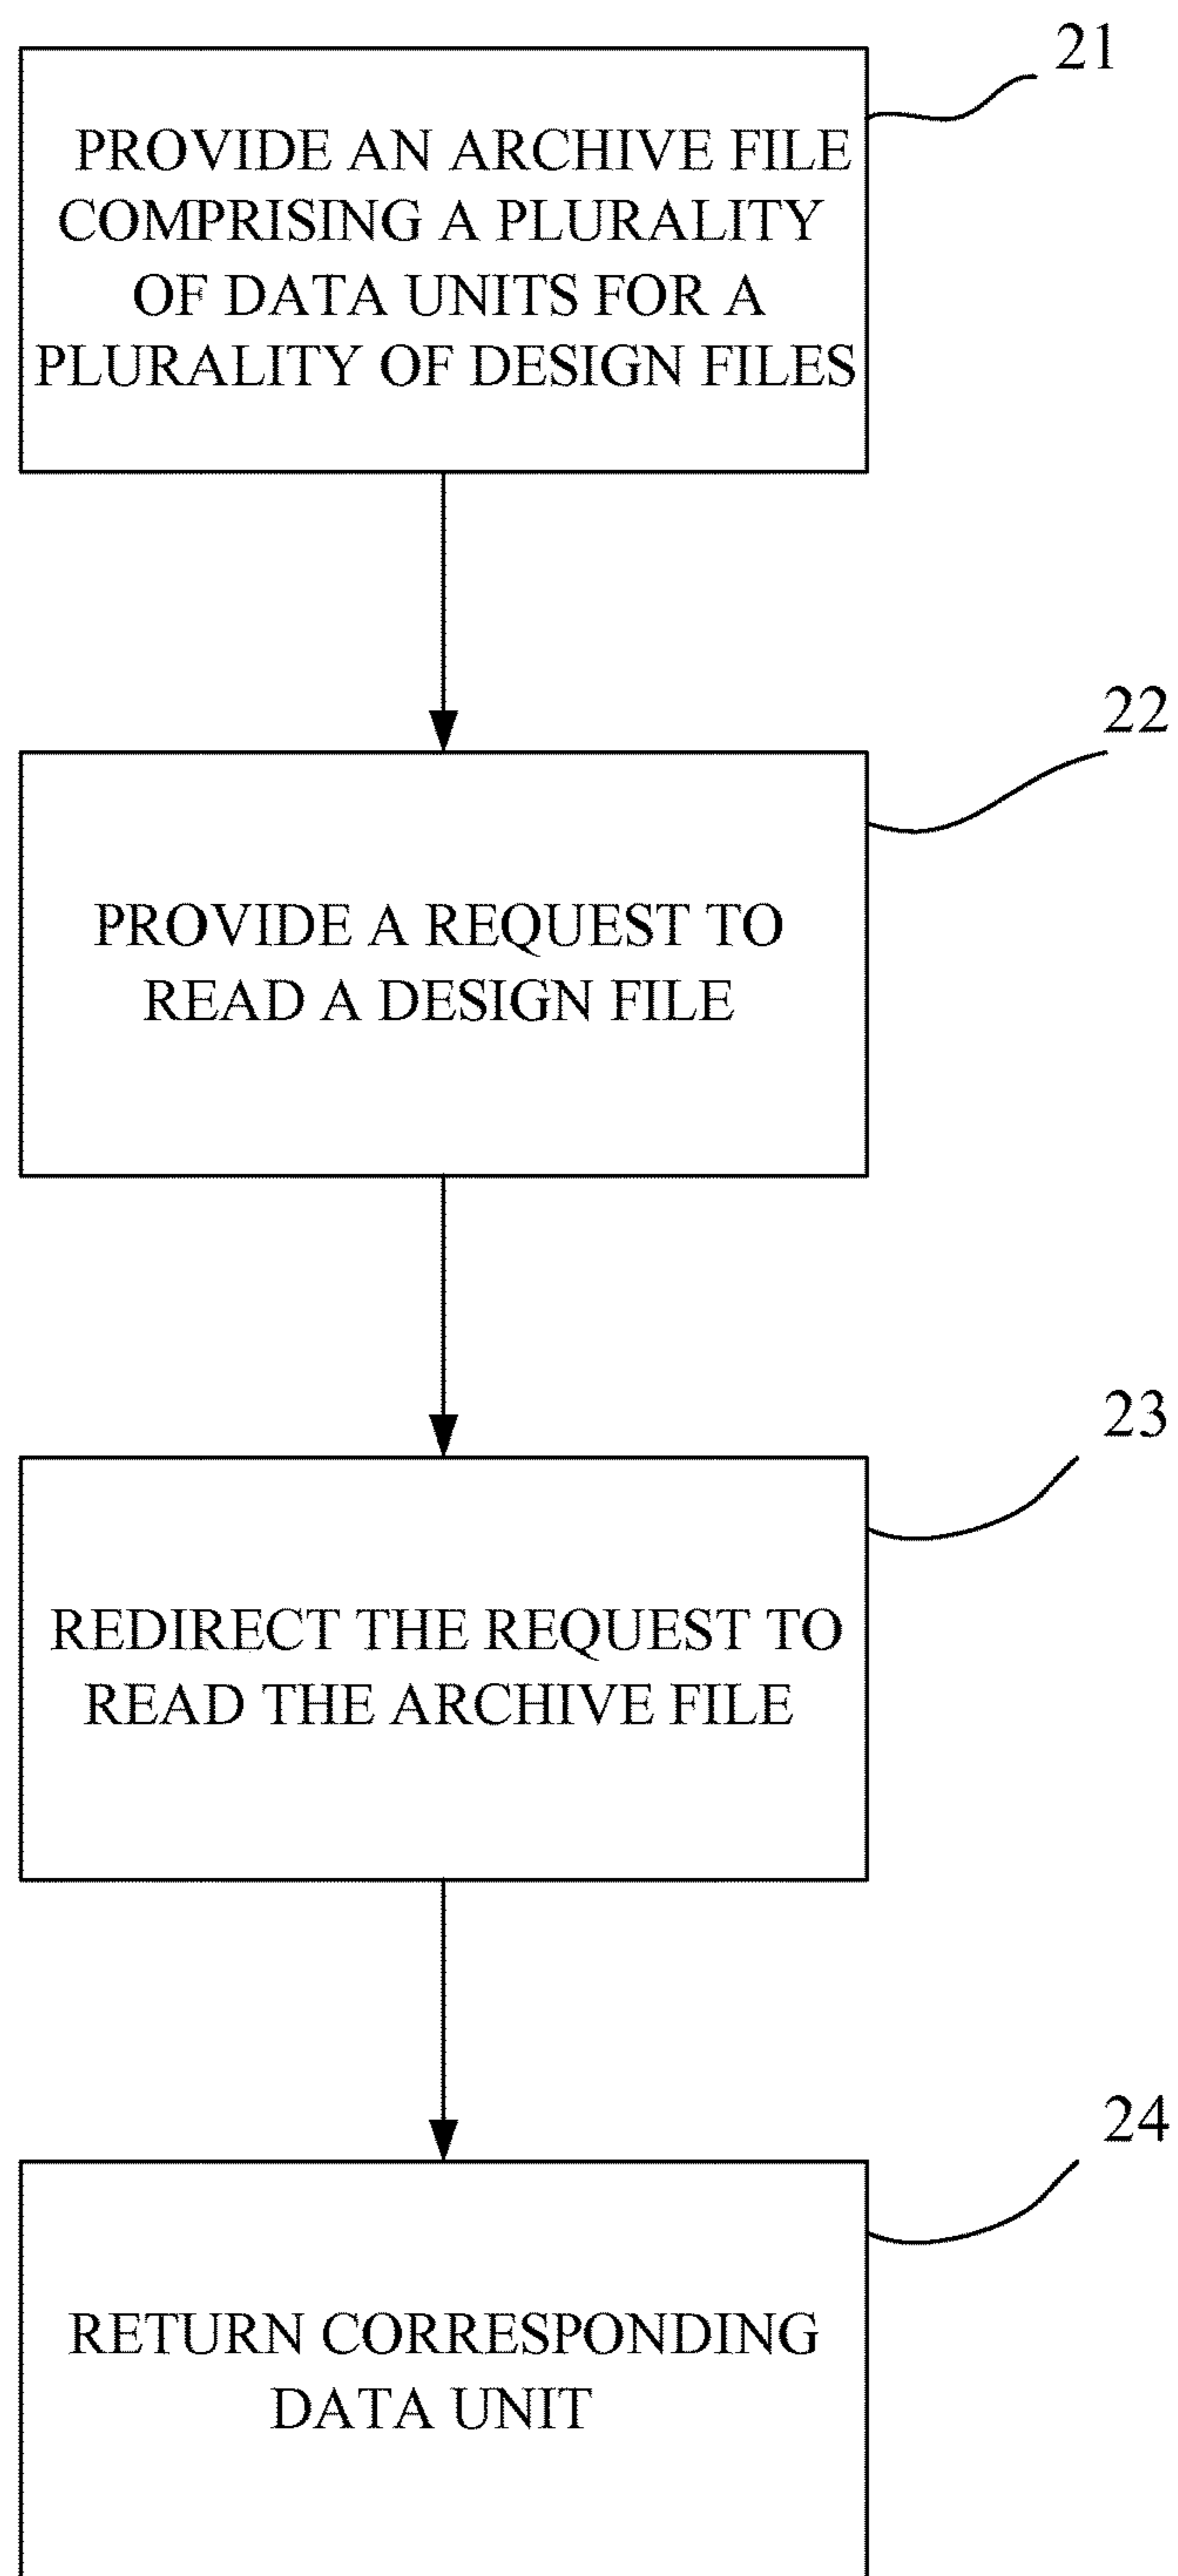 21
PROVIDE AN ARCHIVE FILE
COMPRISING A PLURALITY
OF DATA UNITS FOR A
PLURALITY OF DESIGN FILES
22
PROVIDE A REQUEST TO
READ A DESIGN FILE
23
REDIRECT THE REQUEST TO
READ THE ARCHIVE FILE
24
RETURN CORRESPONDING
DATA UNIT